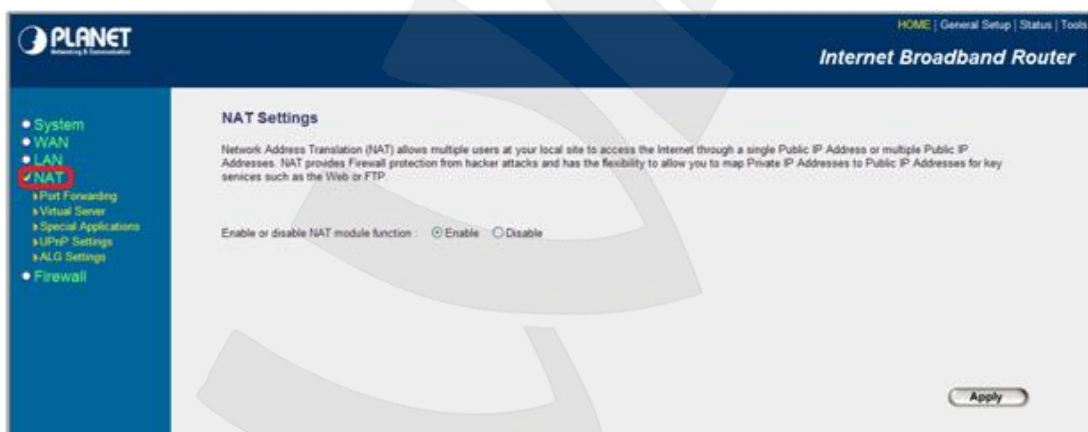 PLANET
Networking & Communication
HOME | General Setup | Status | Tools
Internet Broadband Router
System
WAN
LAN
NAT
Port Forwarding
Virtual Server
Special Applications
UPnP Settings
ALG Settings
Firewall
NAT Settings
Network Address Translation (NAT) allows multiple users at your local site to access the Internet through a single Public IP Address or multiple Public IP
Addresses. NAT provides Firewall protection from hacker attacks and has the flexibility to allow you to map Private IP Addresses to Public IP Addresses for key
services such as the Web or FTP.
Enable or disable NAT module function : Enable Disable
Apply